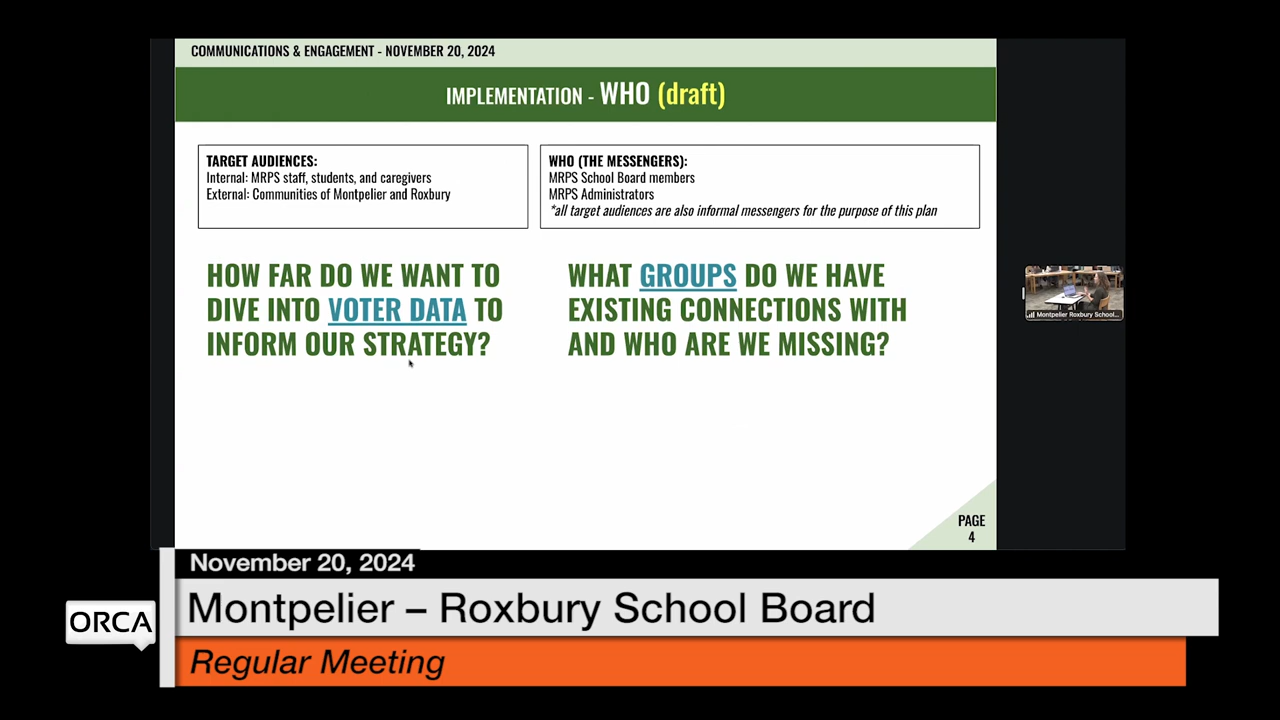 COMMUNICATIONS & ENGAGEMENT - NOVEMBER 20, 2024
IMPLEMENTATION - WHO (draft)
TARGET AUDIENCES:
Internal: MRPS staff, students, and caregivers
External: Communities of Montpelier and Roxbury
WHO (THE MESSENGERS):
MRPS School Board members
MRPS Administrators
*all target audiences are also informal messengers for the purpose of this plan
HOW FAR DO WE WANT TO
DIVE INTO VOTER DATA TO
INFORM OUR STRATEGY?
WHAT GROUPS DO WE HAVE
EXISTING CONNECTIONS WITH
AND WHO ARE WE MISSING?
Montpelier Roxbury School...
PAGE
4
November 20, 2024
ORCA
Montpelier – Roxbury School Board
Regular Meeting